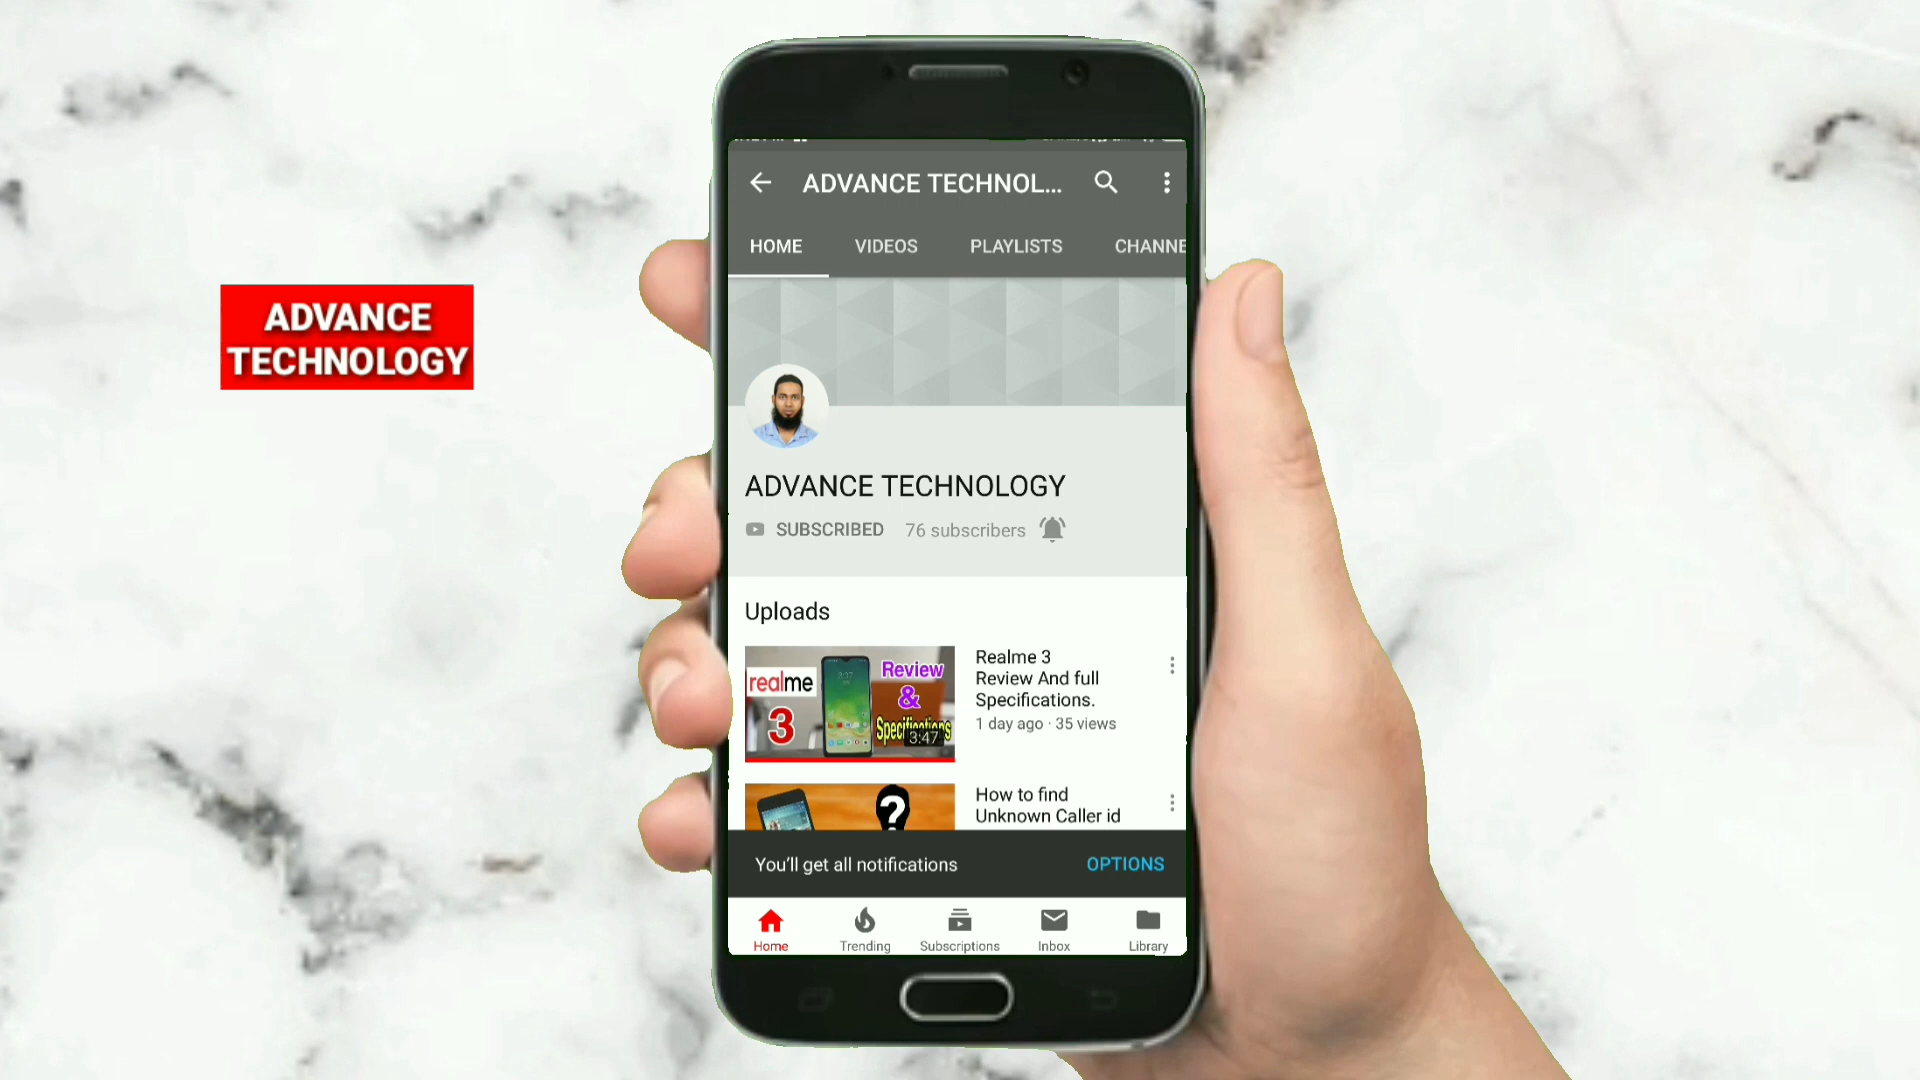 ADVANCE
TECHNOLOGY
ADVANCE TECHNOL...
HOME VIDEOS PLAYLISTS CHANNE
ADVANCE TECHNOLOGY
SUBSCRIBED 76 subscribers
Uploads
realme
3
Review
&
Specifications
3:47
Realme 3
Review And full
Specifications.
1 day ago · 35 views
?
How to find
Unknown Caller id
You'll get all notifications OPTIONS
Home Trending Subscriptions Inbox Library